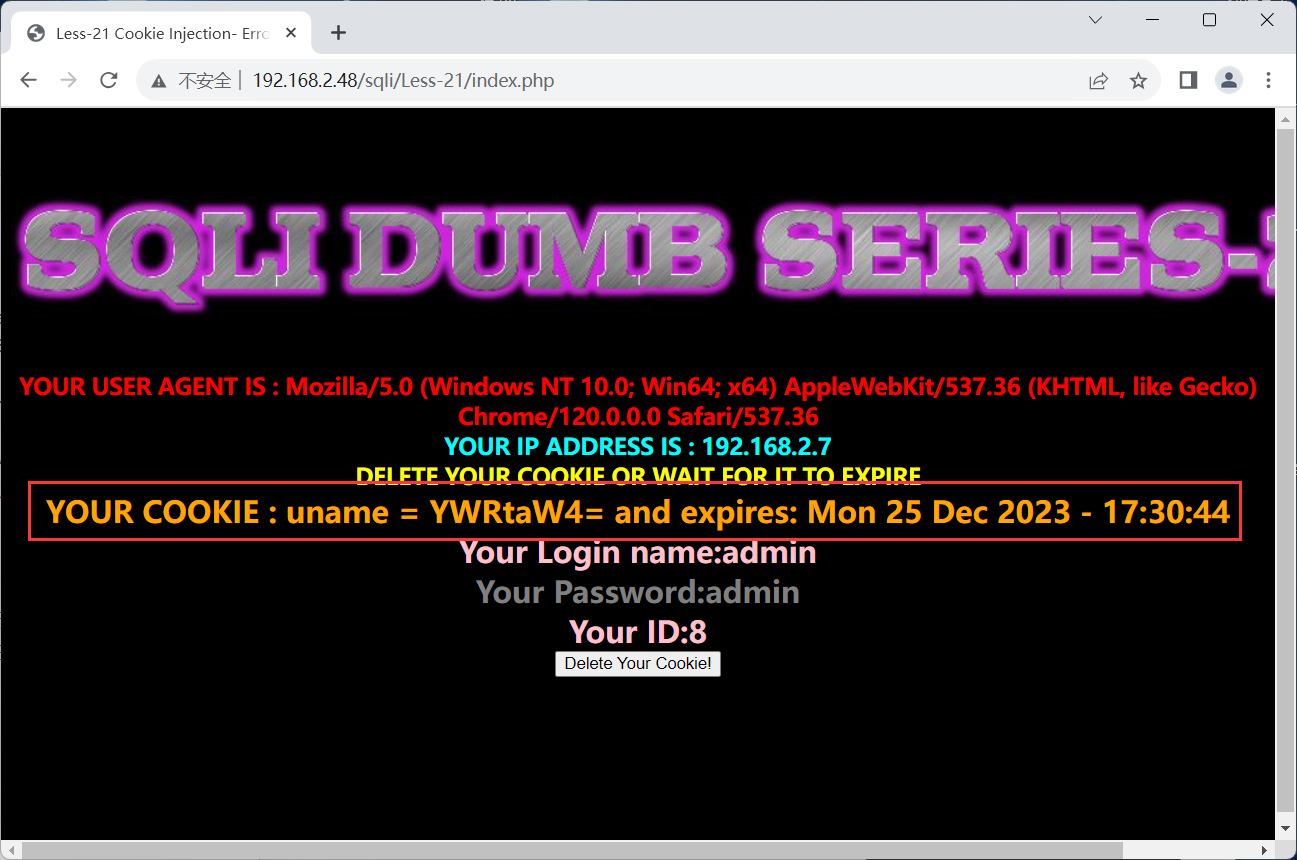 Less-21 Cookie Injection- Erro
不安全 192.168.2.48/sqli/Less-21/index.php
SQLI DUMB SERIES-2
YOUR USER AGENT IS : Mozilla/5.0 (Windows NT 10.0; Win64; x64) AppleWebKit/537.36 (KHTML, like Gecko)
Chrome/120.0.0.0 Safari/537.36
YOUR IP ADDRESS IS : 192.168.2.7
DELETE YOUR COOKIE OR WAIT FOR IT TO EXPIRE
YOUR COOKIE : uname = YWRtaW4= and expires: Mon 25 Dec 2023 - 17:30:44
Your Login name:admin
Your Password:admin
Your ID:8
Delete Your Cookie!